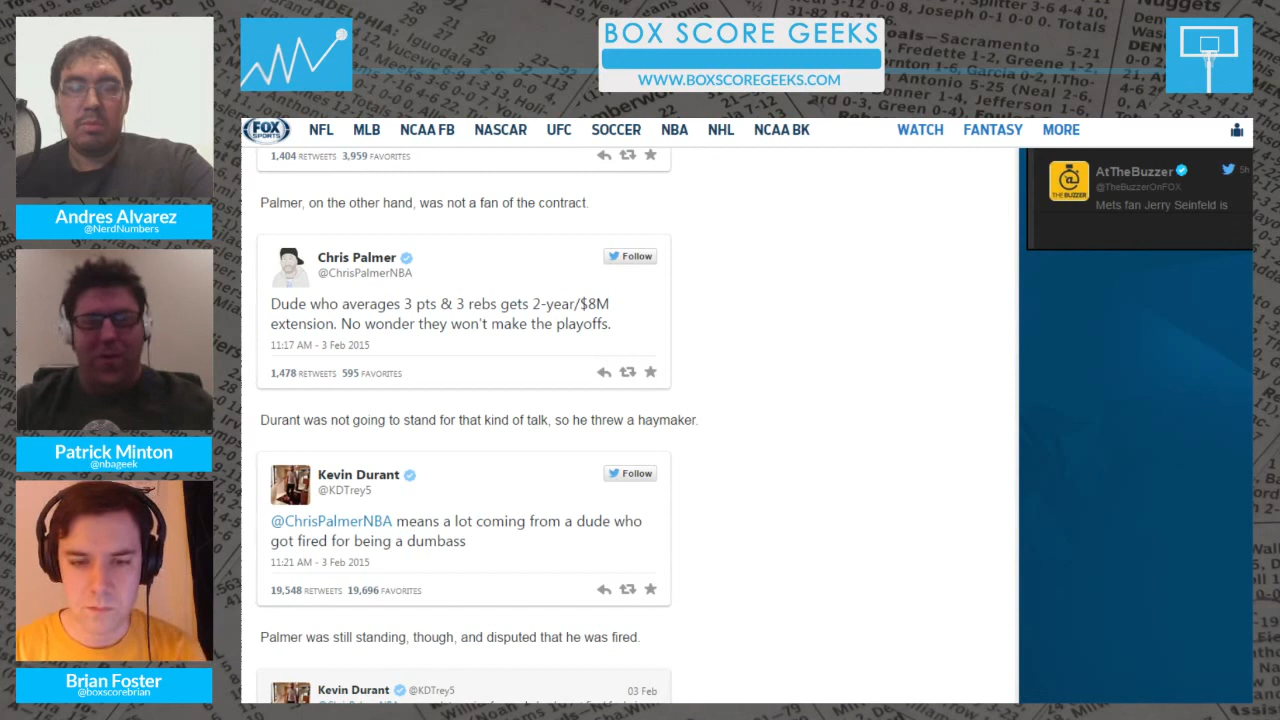 BOX SCORE GEEKS
WWW.BOXSCOREGEEKS.COM
Andres Alvarez
@NerdNumbers
Patrick Minton
@nbageek
Brian Foster
@boxscorebrian
FOX SPORTS
NFL MLB NCAA FB NASCAR UFC SOCCER NBA NHL NCAA BK WATCH FANTASY MORE
1,404 RETWEETS 3,959 FAVORITES
Palmer, on the other hand, was not a fan of the contract.
Chris Palmer
@ChrisPalmerNBA
Follow
Dude who averages 3 pts & 3 rebs gets 2-year/$8M
extension. No wonder they won't make the playoffs.
11:17 AM - 3 Feb 2015
1,478 RETWEETS 595 FAVORITES
Durant was not going to stand for that kind of talk, so he threw a haymaker.
Kevin Durant
@KDTrey5
Follow
@ChrisPalmerNBA means a lot coming from a dude who
got fired for being a dumbass
11:21 AM - 3 Feb 2015
19,548 RETWEETS 19,696 FAVORITES
Palmer was still standing, though, and disputed that he was fired.
Kevin Durant @KDTrey5 03 Feb
THE BUZZER
AtTheBuzzer 5h
@TheBuzzerOnFOX
Mets fan Jerry Seinfeld is